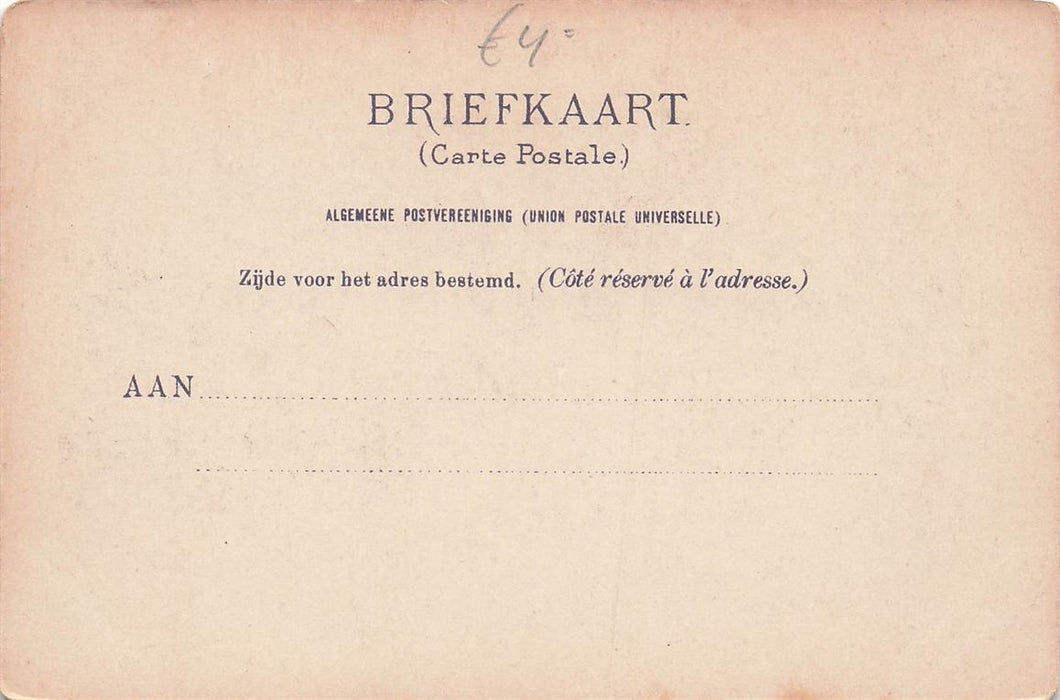 €4=
BRIEFKAART.
(Carte Postale.)
ALGEMEENE POSTVEREENIGING (UNION POSTALE UNIVERSELLE)
Zijde voor het adres bestemd. (Côté réservé à l'adresse.)
AAN